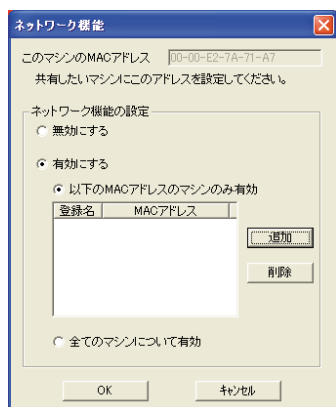 ネットワーク機能
このマシンのMACアドレス 00-00-E2-7A-71-A7
共有したいマシンにこのアドレスを設定してください。
ネットワーク機能の設定
無効にする
有効にする
以下のMACアドレスのマシンのみ有効
登録名 MACアドレス
追加
削除
全てのマシンについて有効
OK キャンセル